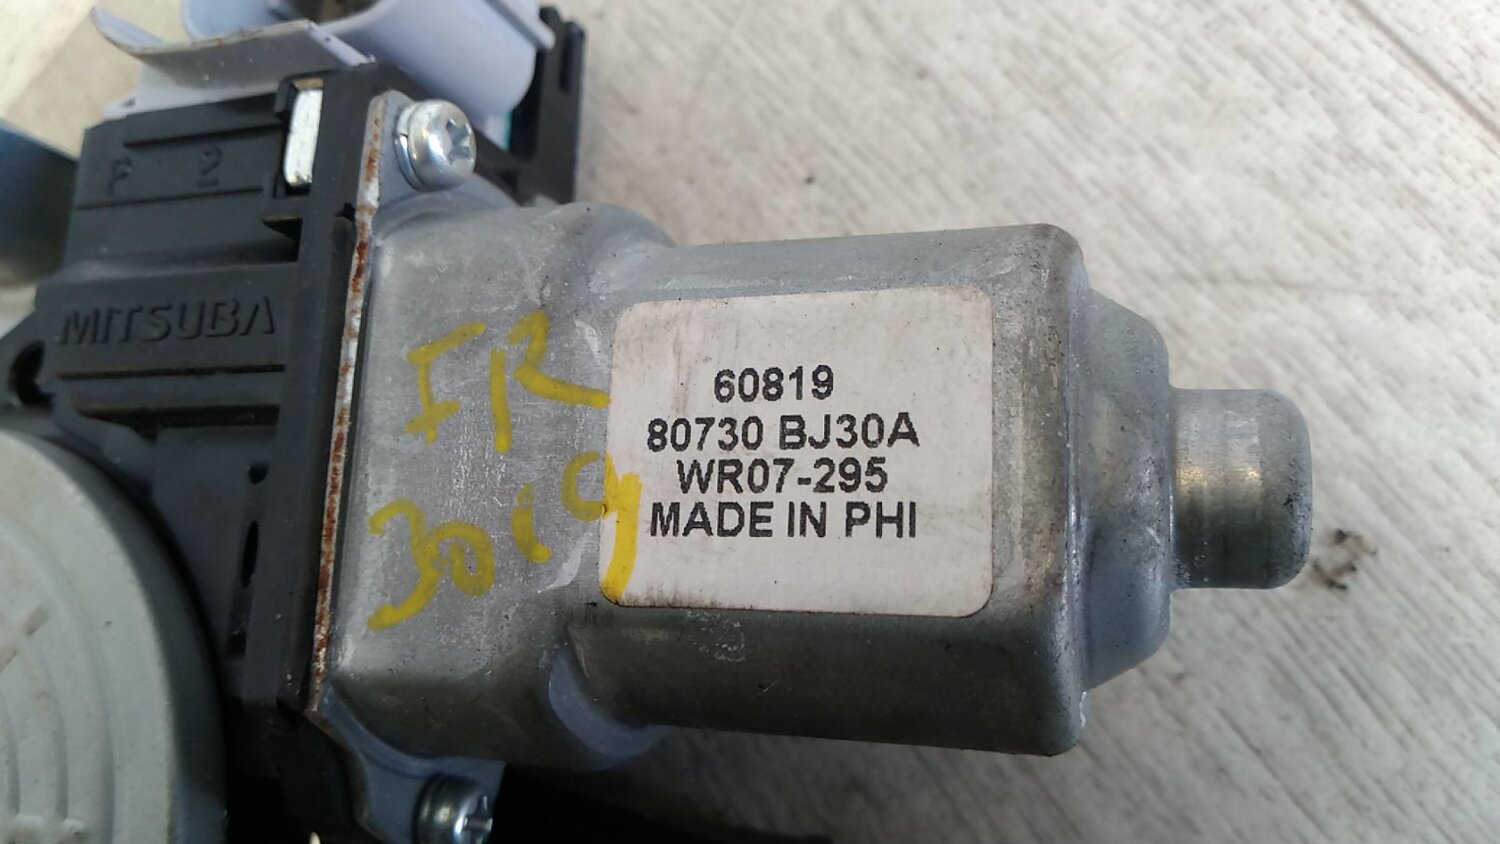 P 2
MITSUBA
FR
3019
60819
80730 BJ30A
WR07-295
MADE IN PHI